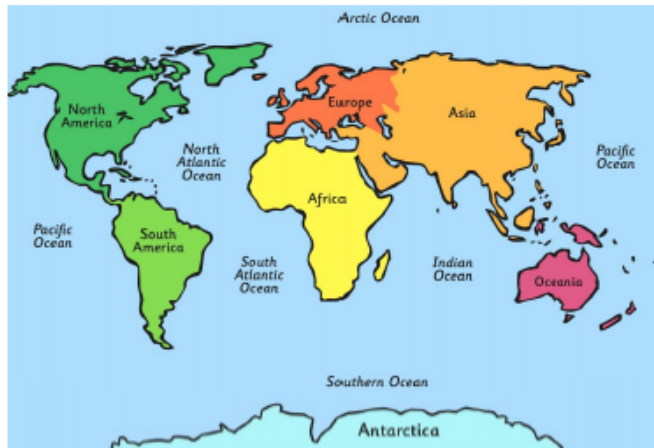 Arctic Ocean
North
America
Europe
Asia
North
Atlantic
Ocean
Pacific
Ocean
Africa
Pacific
Ocean
South
America
South
Atlantic
Ocean
Indian
Ocean
Oceania
Southern Ocean
Antarctica